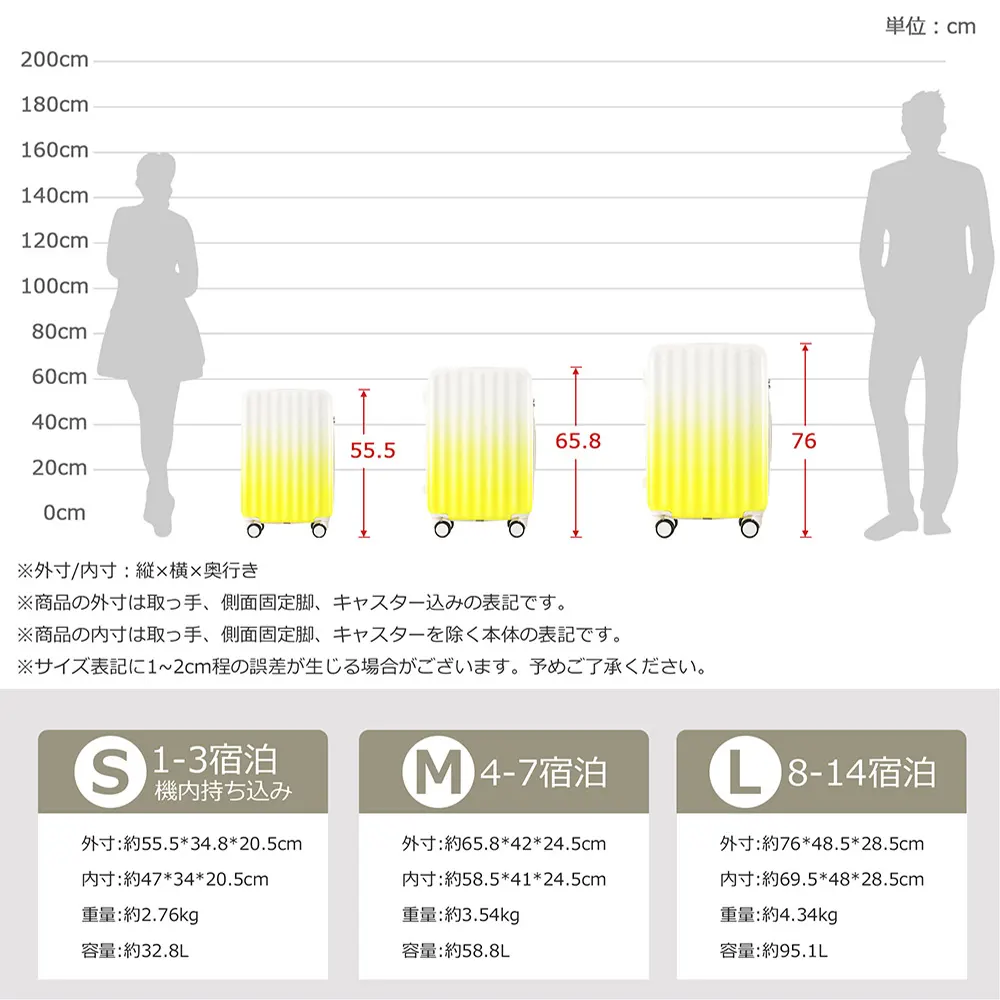 単位：cm
200cm
180cm
160cm
140cm
120cm
100cm
80cm
60cm
40cm
20cm
0cm
55.5
65.8
76
※外寸/内寸：縦×横×奥行き
※商品の外寸は取っ手、側面固定脚、キャスター込みの表記です。
※商品の内寸は取っ手、側面固定脚、キャスターを除く本体の表記です。
※サイズ表記に1~2cm程の誤差が生じる場合がございます。予めご了承ください。
S 1-3宿泊
機内持ち込み
外寸:約55.5*34.8*20.5cm
内寸:約47*34*20.5cm
重量:約2.76kg
容量:約32.8L
M 4-7宿泊
外寸:約65.8*42*24.5cm
内寸:約58.5*41*24.5cm
重量:約3.54kg
容量:約58.8L
L 8-14宿泊
外寸:約76*48.5*28.5cm
内寸:約69.5*48*28.5cm
重量:約4.34kg
容量:約95.1L